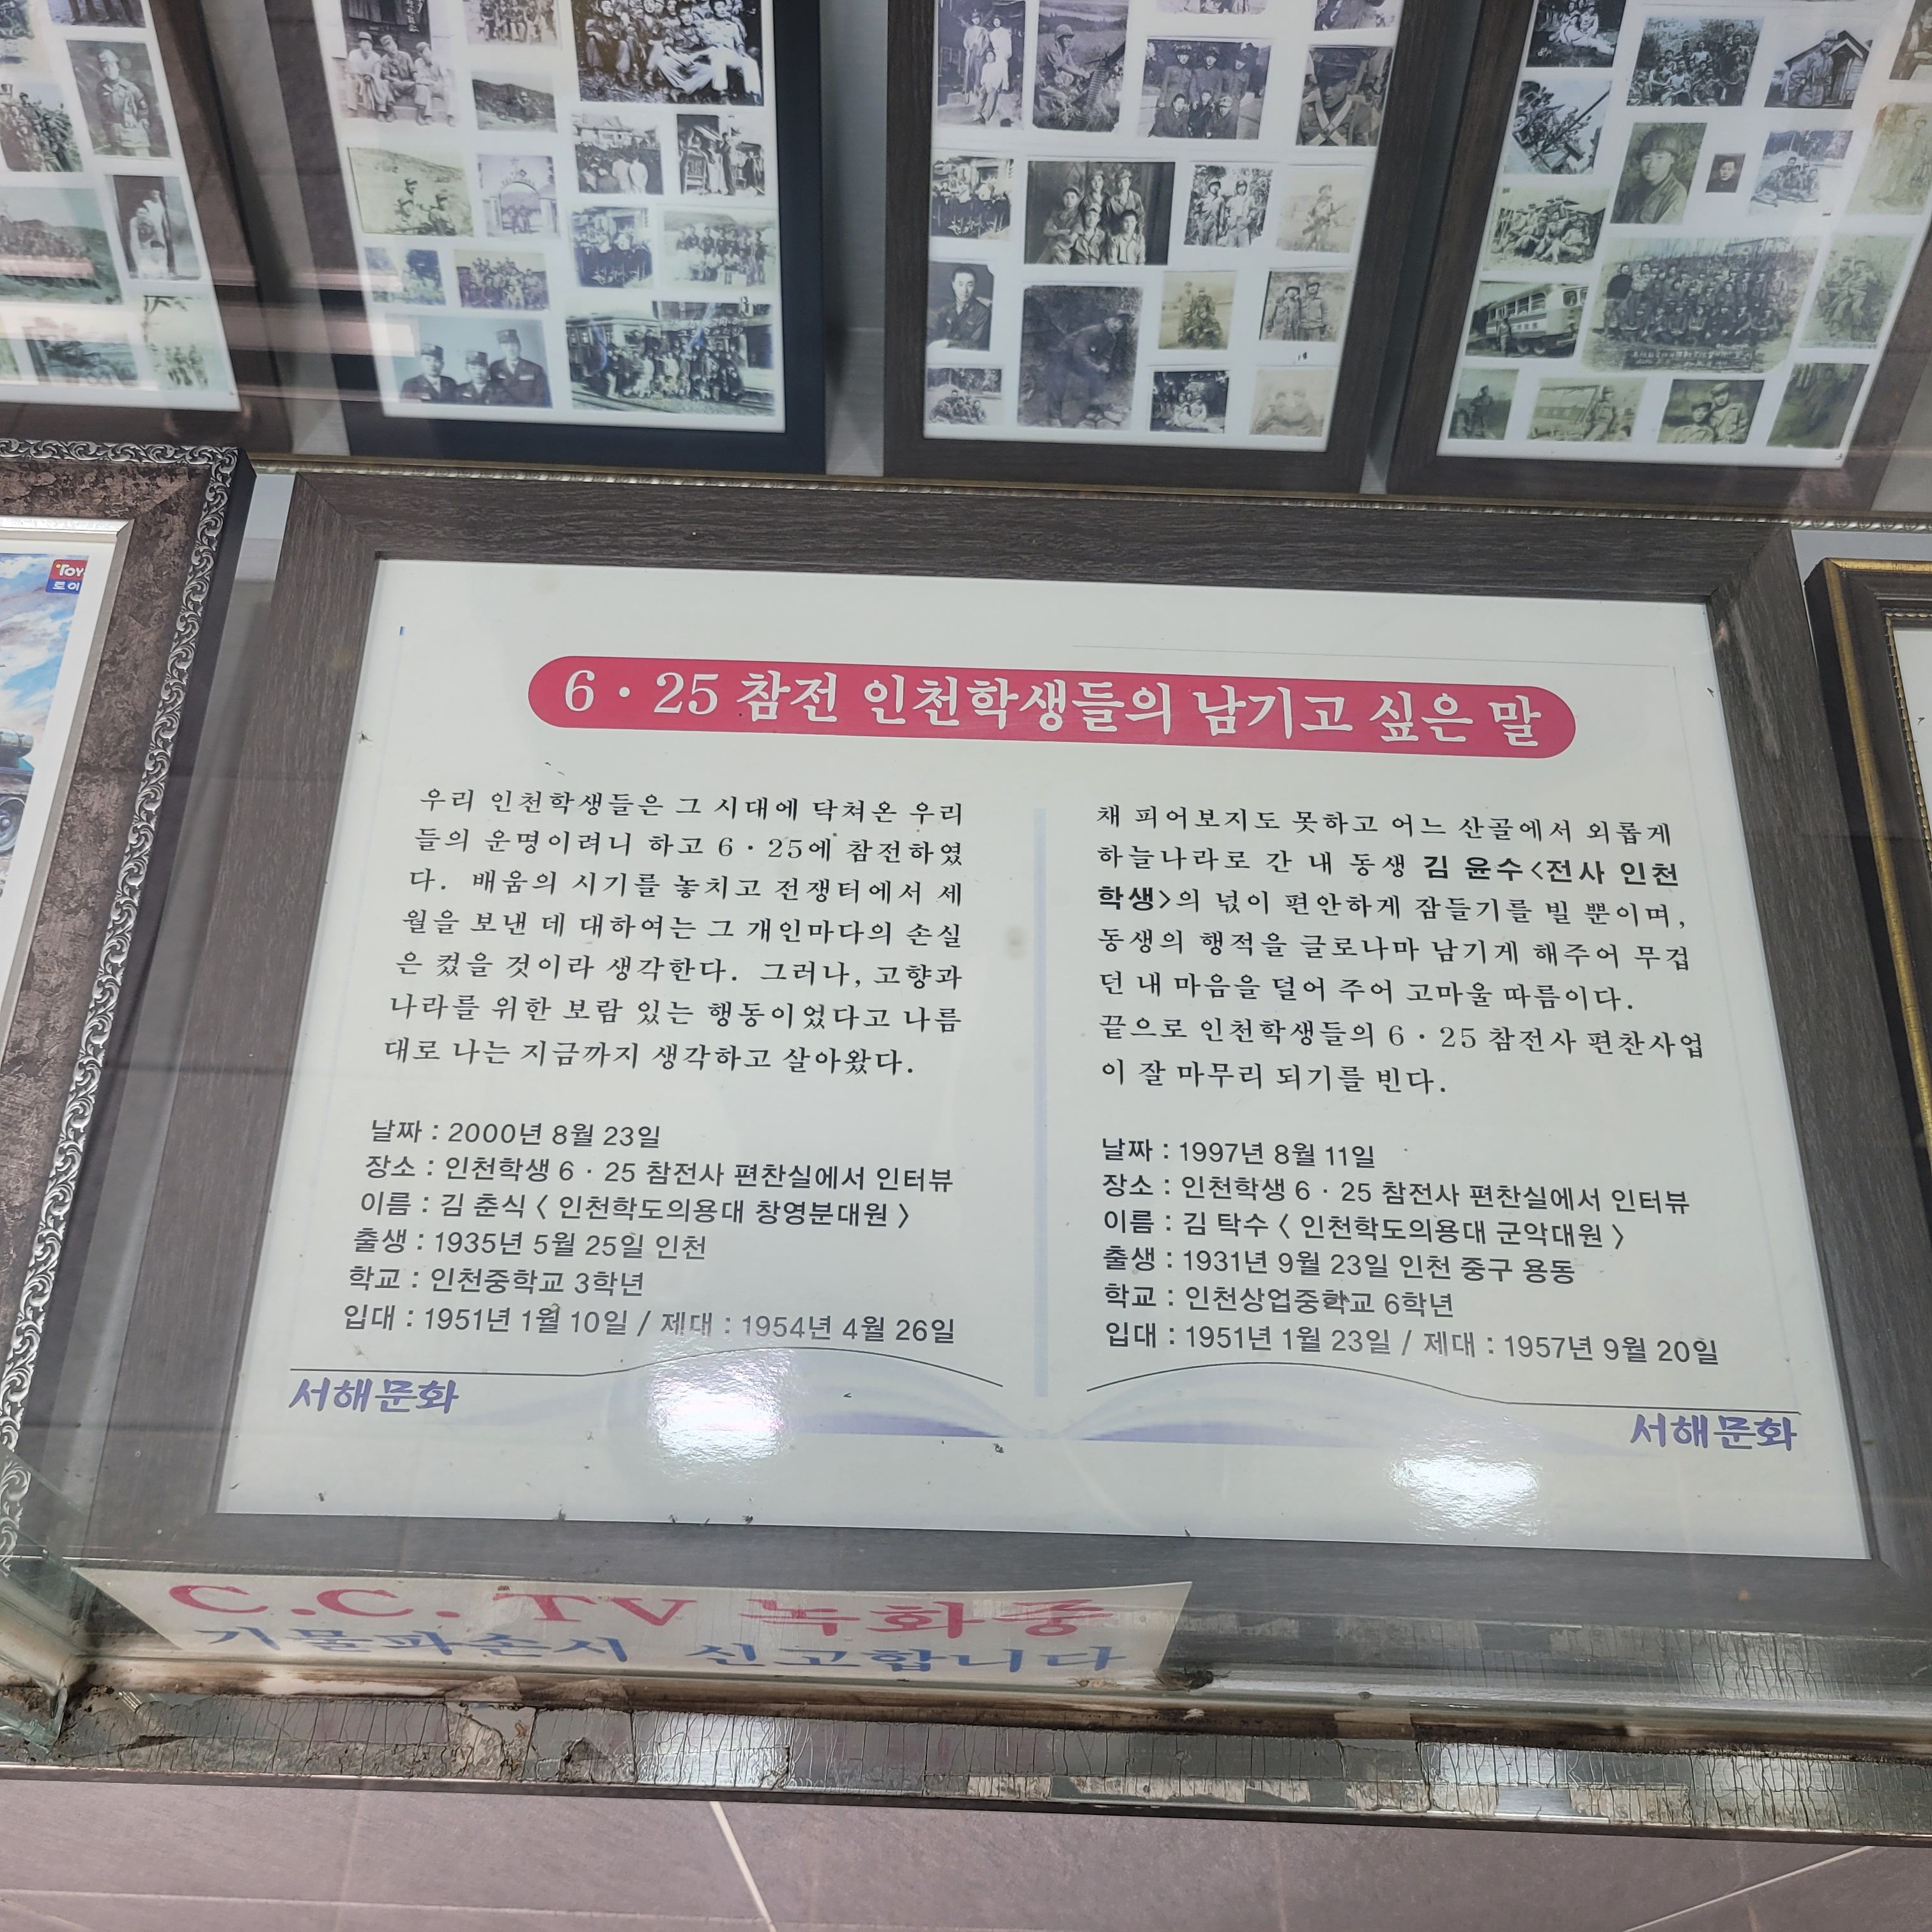 6·25 참전 인천학생들의 남기고 싶은 말
우리 인천학생들은 그 시대에 닥쳐온 우리
들의 운명이려니 하고 6·25에 참전하였
다. 배움의 시기를 놓치고 전쟁터에서 세
월을 보낸 데 대하여는 그 개인마다의 손실
은 컸을 것이라 생각한다. 그러나, 고향과
나라를 위한 보람 있는 행동이었다고 나름
대로 나는 지금까지 생각하고 살아왔다.
날짜 : 2000년 8월 23일
장소 : 인천학생 6·25 참전사 편찬실에서 인터뷰
이름 : 김 춘식 < 인천학도의용대 창영분대원 >
출생 : 1935년 5월 25일 인천
학교 : 인천중학교 3학년
입대 : 1951년 1월 10일 / 제대 : 1954년 4월 26일
서해문화
채 피어보지도 못하고 어느 산골에서 외롭게
하늘나라로 간 내 동생 김 윤수<전사 인천
학생>의 넋이 편안하게 잠들기를 빌 뿐이며,
동생의 행적을 글로나마 남기게 해주어 무겁
던 내 마음을 덜어 주어 고마울 따름이다.
끝으로 인천학생들의 6·25 참전사 편찬사업
이 잘 마무리 되기를 빈다.
날짜 : 1997년 8월 11일
장소 : 인천학생 6·25 참전사 편찬실에서 인터뷰
이름 : 김 탁수 < 인천학도의용대 군악대원 >
출생 : 1931년 9월 23일 인천 중구 용동
학교 : 인천상업중학교 6학년
입대 : 1951년 1월 23일 / 제대 : 1957년 9월 20일
서해문화
C.C.TV 녹화중
기물파손시 신고합니다